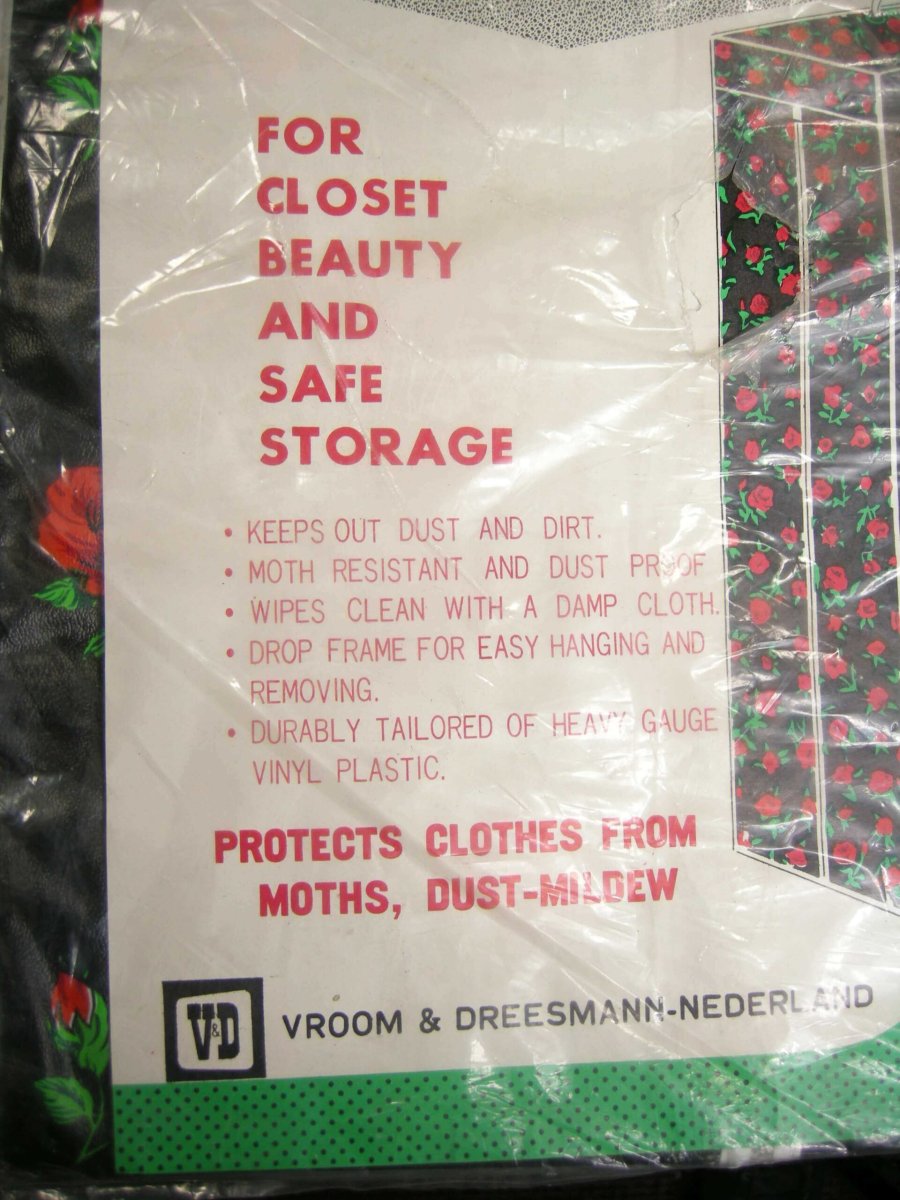 FOR
CLOSET
BEAUTY
AND
SAFE
STORAGE
• KEEPS OUT DUST AND DIRT.
• MOTH RESISTANT AND DUST PROOF
• WIPES CLEAN WITH A DAMP CLOTH.
• DROP FRAME FOR EASY HANGING AND
REMOVING.
• DURABLY TAILORED OF HEAVY GAUGE
VINYL PLASTIC.
PROTECTS CLOTHES FROM
MOTHS, DUST-MILDEW
V&D VROOM & DREESMANN-NEDERLAND